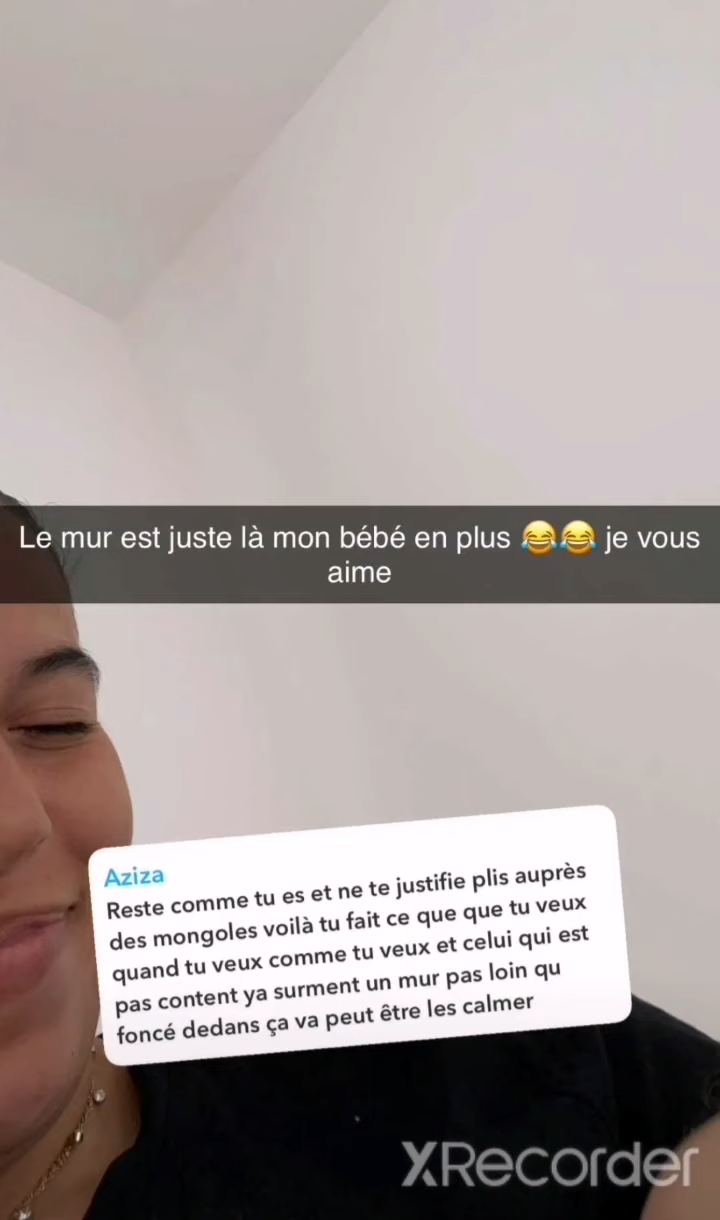 Le mur est juste là mon bébé en plus 😂😂 je vous
aime
Aziza
Reste comme tu es et ne te justifie plis auprès
des mongoles voilà tu fait ce que que tu veux
quand tu veux comme tu veux et celui qui est
pas content ya surment un mur pas loin qu
foncé dedans ça va peut être les calmer
XRecorder